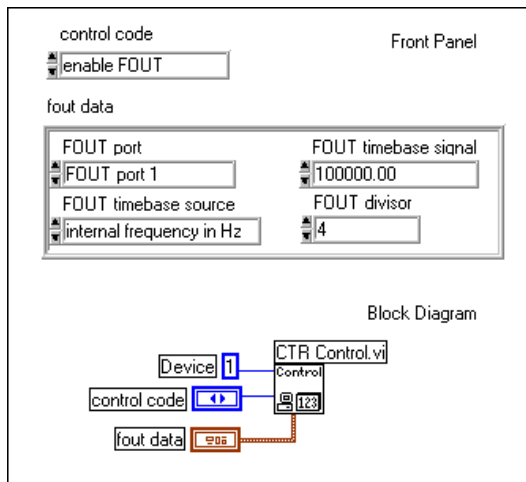 control code
Front Panel
enable FOUT
fout data
FOUT port
FOUT timebase signal
FOUT port 1
100000.00
FOUT timebase source
FOUT divisor
internal frequency in Hz
4
Block Diagram
CTR Control.vi
Device 1
Control
control code
123
fout data